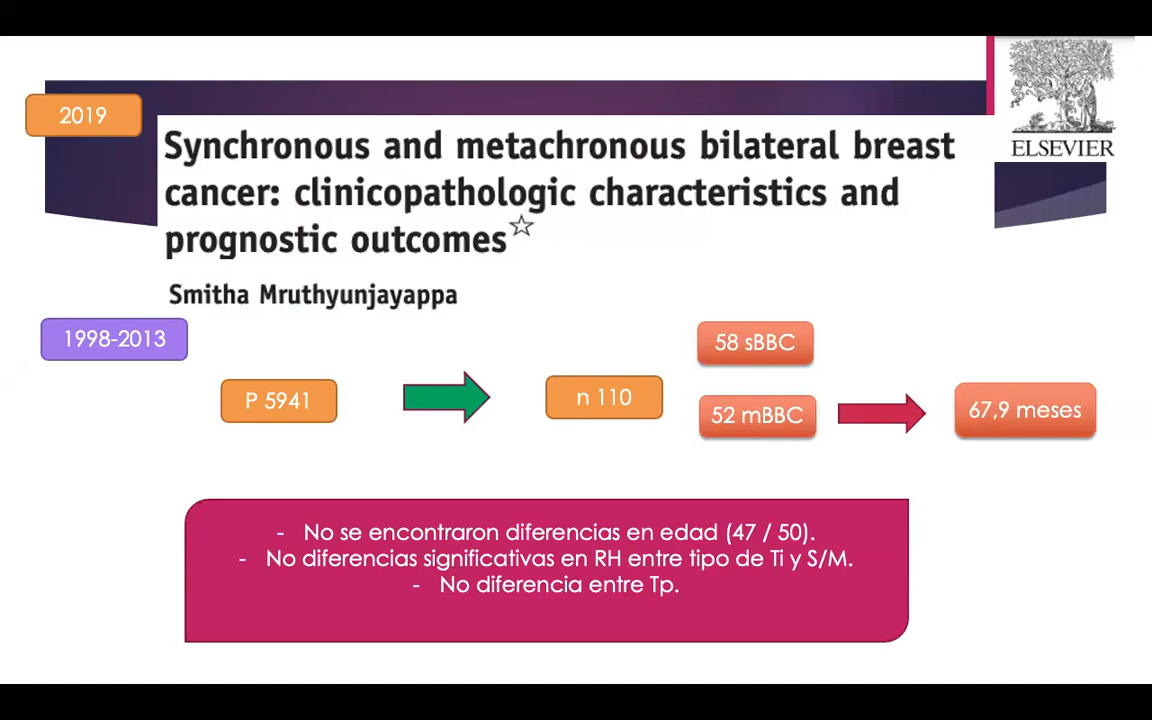 2019
ELSEVIER
Synchronous and metachronous bilateral breast
cancer: clinicopathologic characteristics and
prognostic outcomes☆
Smitha Mruthyunjayappa
1998-2013
P 5941
n 110
58 sBBC
52 mBBC
67,9 meses
- No se encontraron diferencias en edad (47 / 50).
- No diferencias significativas en RH entre tipo de Ti y S/M.
- No diferencia entre Tp.